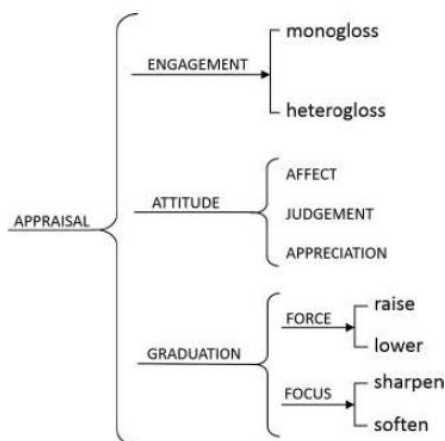 monogloss
ENGAGEMENT
heterogloss
AFFECT
ATTITUDE
JUDGEMENT
APPRAISAL
APPRECIATION
raise
FORCE
lower
GRADUATION
sharpen
FOCUS
soften